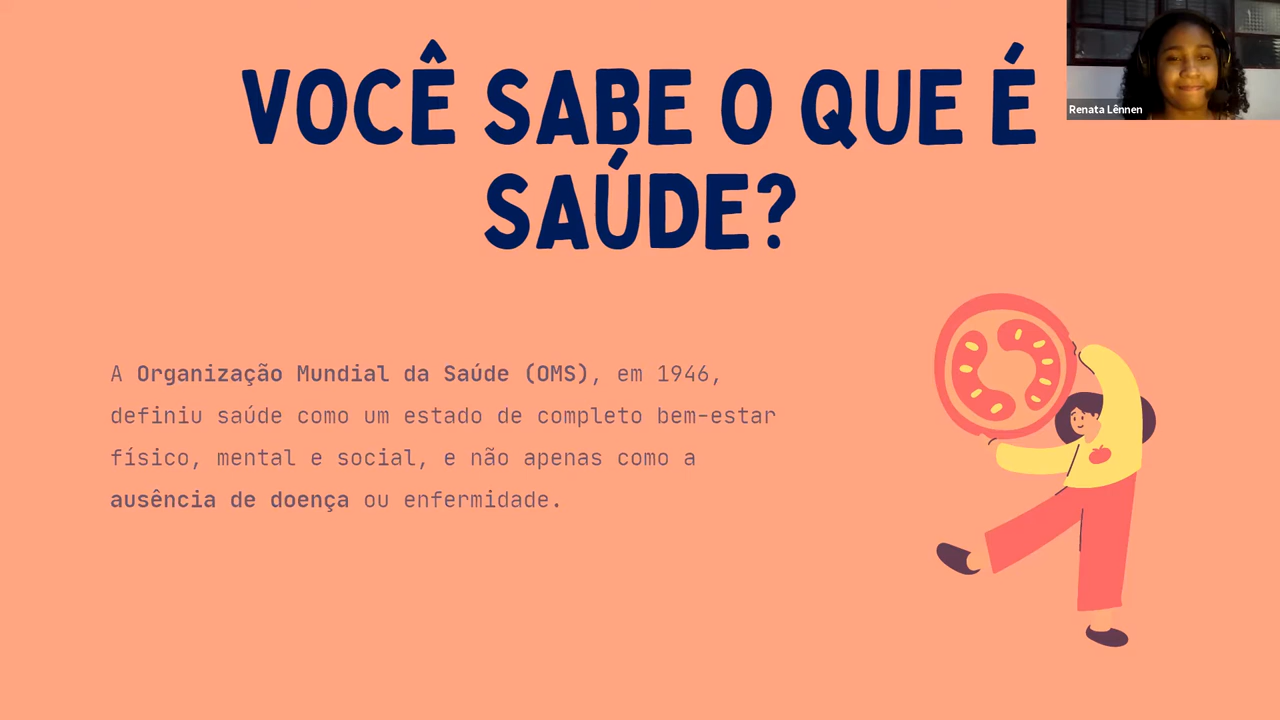 VOCÊ SABE O QUE É
SAÚDE?
Renata Lênnen
A Organização Mundial da Saúde (OMS), em 1946,
definiu saúde como um estado de completo bem-estar
físico, mental e social, e não apenas como a
ausência de doença ou enfermidade.